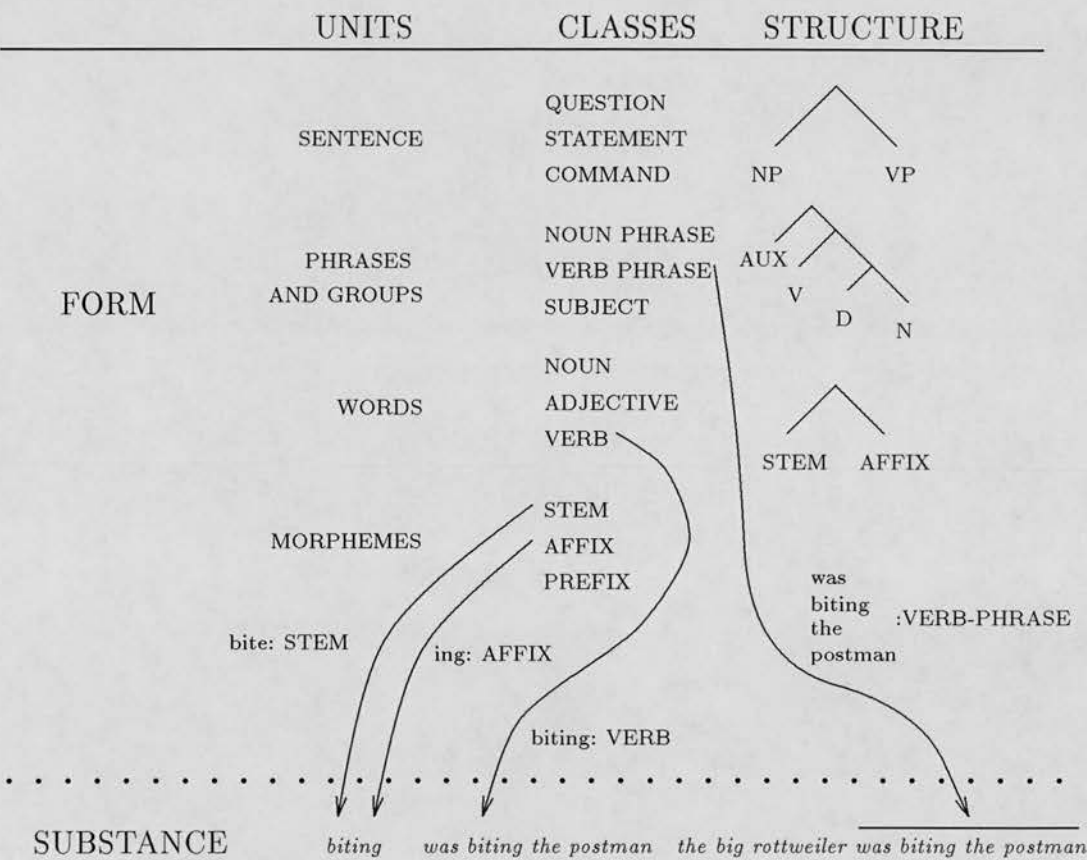 UNITS CLASSES STRUCTURE
QUESTION
SENTENCE STATEMENT
COMMAND NP VP
NOUN PHRASE
PHRASES VERB PHRASE AUX
AND GROUPS V
FORM SUBJECT D N
NOUN
WORDS ADJECTIVE
VERB
STEM AFFIX
STEM
MORPHEMES AFFIX
PREFIX
was
biting :VERB-PHRASE
the
postman
bite: STEM ing: AFFIX
biting: VERB
SUBSTANCE biting was biting the postman the big rottweiler was biting the postman